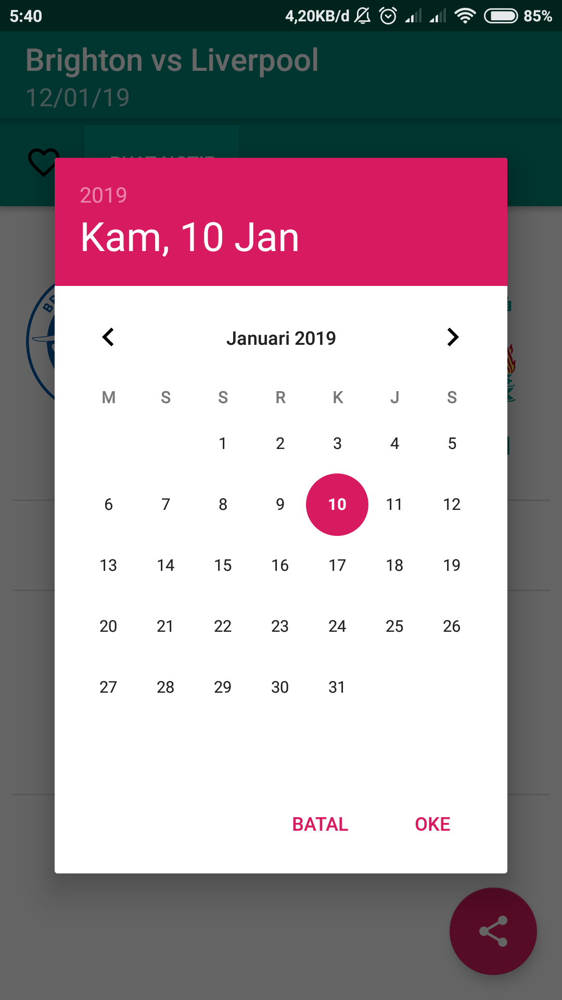 5:40 4,20KB/d 85%
Brighton vs Liverpool
12/01/19
BUAT NOTIF
2019
Kam, 10 Jan
Januari 2019
M S S R K J S
1 2 3 4 5
6 7 8 9 10 11 12
13 14 15 16 17 18 19
20 21 22 23 24 25 26
27 28 29 30 31
BATAL OKE